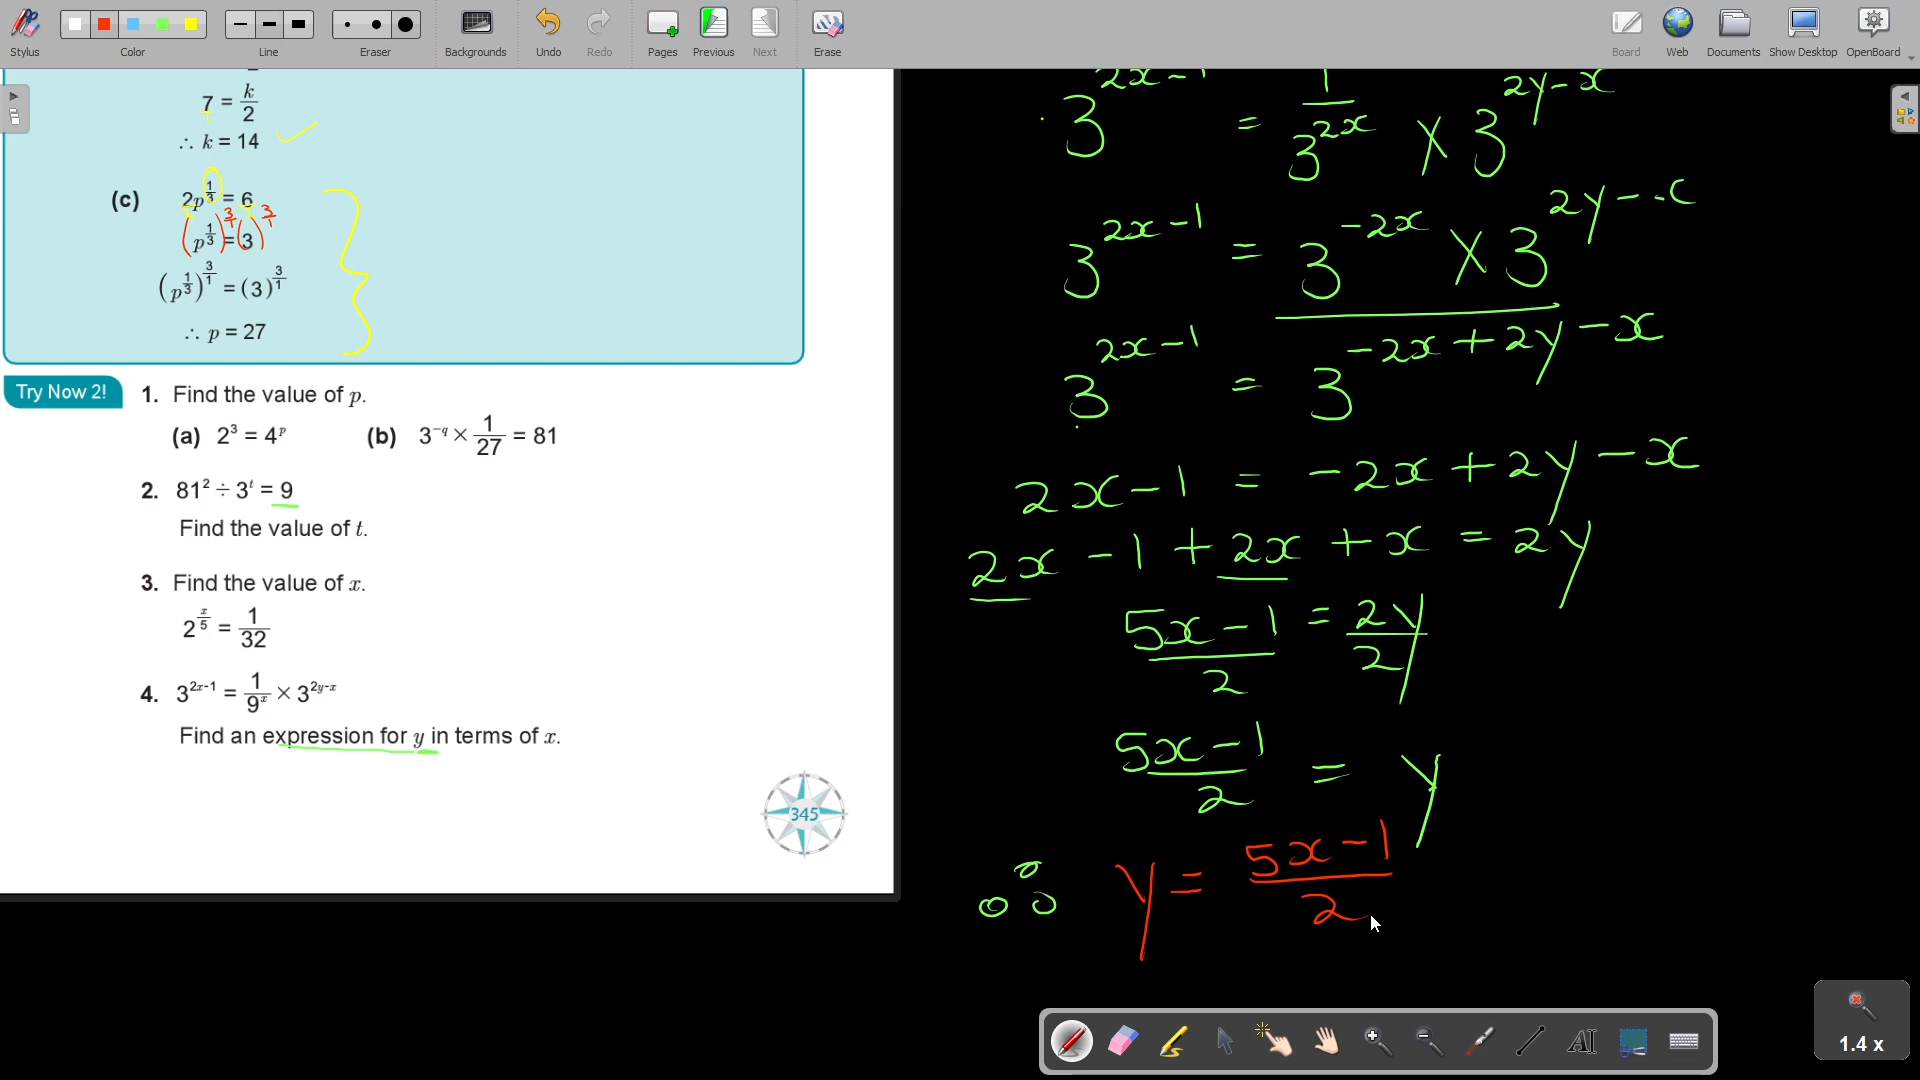 Stylus Color Line Eraser Backgrounds Undo Redo Pages Previous Next Erase Board Web Documents Show Desktop OpenBoard
7 = k/2
∴ k = 14
(c) 2p^(1/3) = 6
(p^(1/3))^(3/1) = (3)^(3/1)
(p^(1/3))^(3/1) = (3)^(3/1)
∴ p = 27
Try Now 2! 1. Find the value of p.
(a) 2³ = 4^p (b) 3^(-q) × 1/27 = 81
2. 81² ÷ 3^t = 9
Find the value of t.
3. Find the value of x.
2^(x/5) = 1/32
4. 3^(2x-1) = 1/9^x × 3^(2y-x)
Find an expression for y in terms of x.
345
3^(2x-1) = 1/3^(2x) × 3^(2y-x)
3^(2x-1) = 3^(-2x) × 3^(2y-x)
3^(2x-1) = 3^(-2x+2y-x)
2x-1 = -2x+2y-x
2x-1+2x+x = 2y
(5x-1)/2 = 2y/2
(5x-1)/2 = y
∴ y = (5x-1)/2
AI
1.4 x